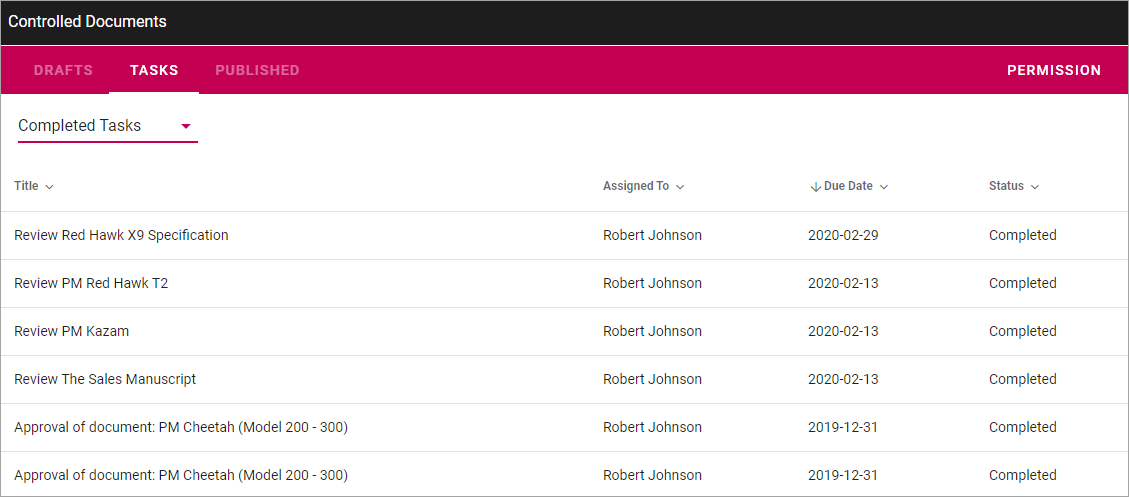 Controlled Documents
DRAFTS TASKS PUBLISHED PERMISSION
Completed Tasks
Title Assigned To Due Date Status
Review Red Hawk X9 Specification Robert Johnson 2020-02-29 Completed
Review PM Red Hawk T2 Robert Johnson 2020-02-13 Completed
Review PM Kazam Robert Johnson 2020-02-13 Completed
Review The Sales Manuscript Robert Johnson 2020-02-13 Completed
Approval of document: PM Cheetah (Model 200 - 300) Robert Johnson 2019-12-31 Completed
Approval of document: PM Cheetah (Model 200 - 300) Robert Johnson 2019-12-31 Completed